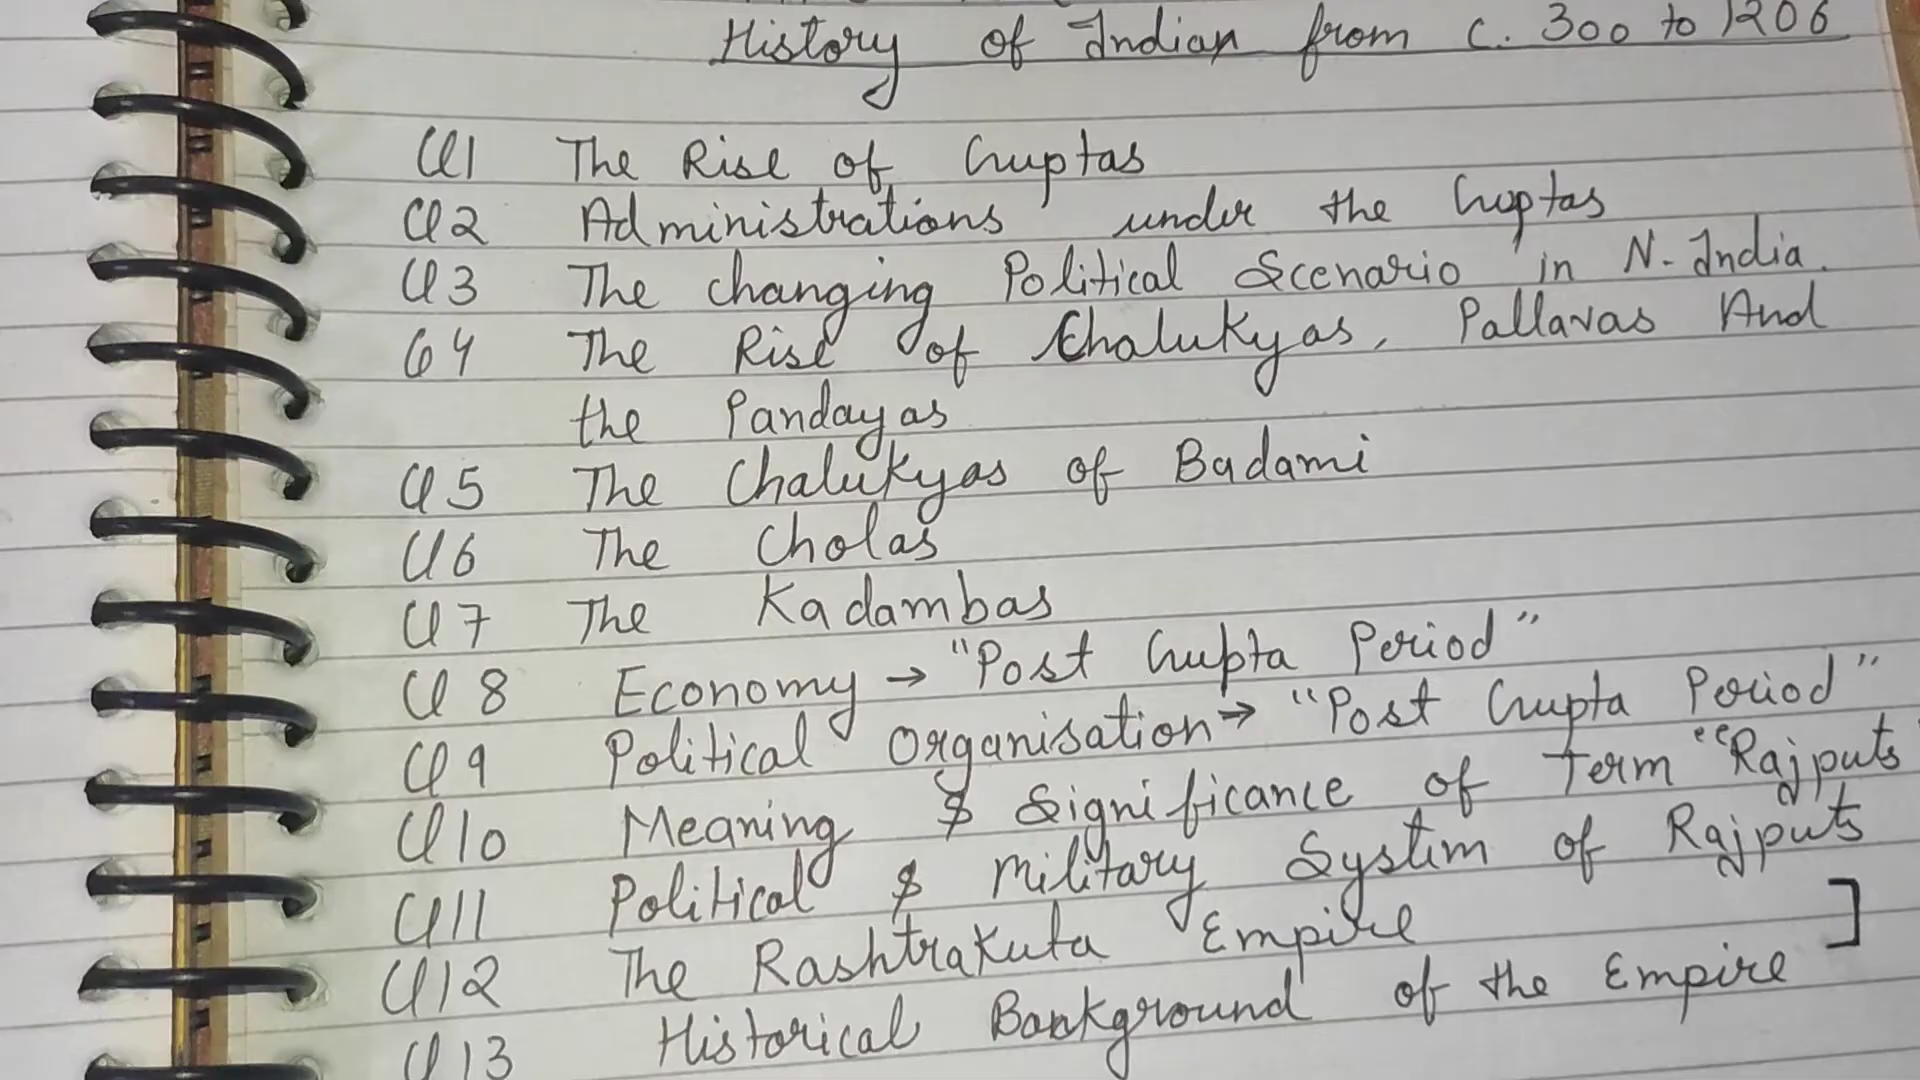 History of Indian from c. 300 to 1206
U1 The Rise of Guptas
U2 Administrations under the Guptas
U3 The changing Political Scenario in N. India.
U4 The Rise of Chalukyas, Pallavas And
the Pandayas
U5 The Chalukyas of Badami
U6 The Cholas
U7 The Kadambas
U8 Economy → "Post Gupta Period"
U9 Political Organisation → "Post Gupta Period"
U10 Meaning & Significance of Term "Rajputs
U11 Political & Military System of Rajputs
U12 The Rashtrakuta Empire ]
U13 Historical Background of the Empire